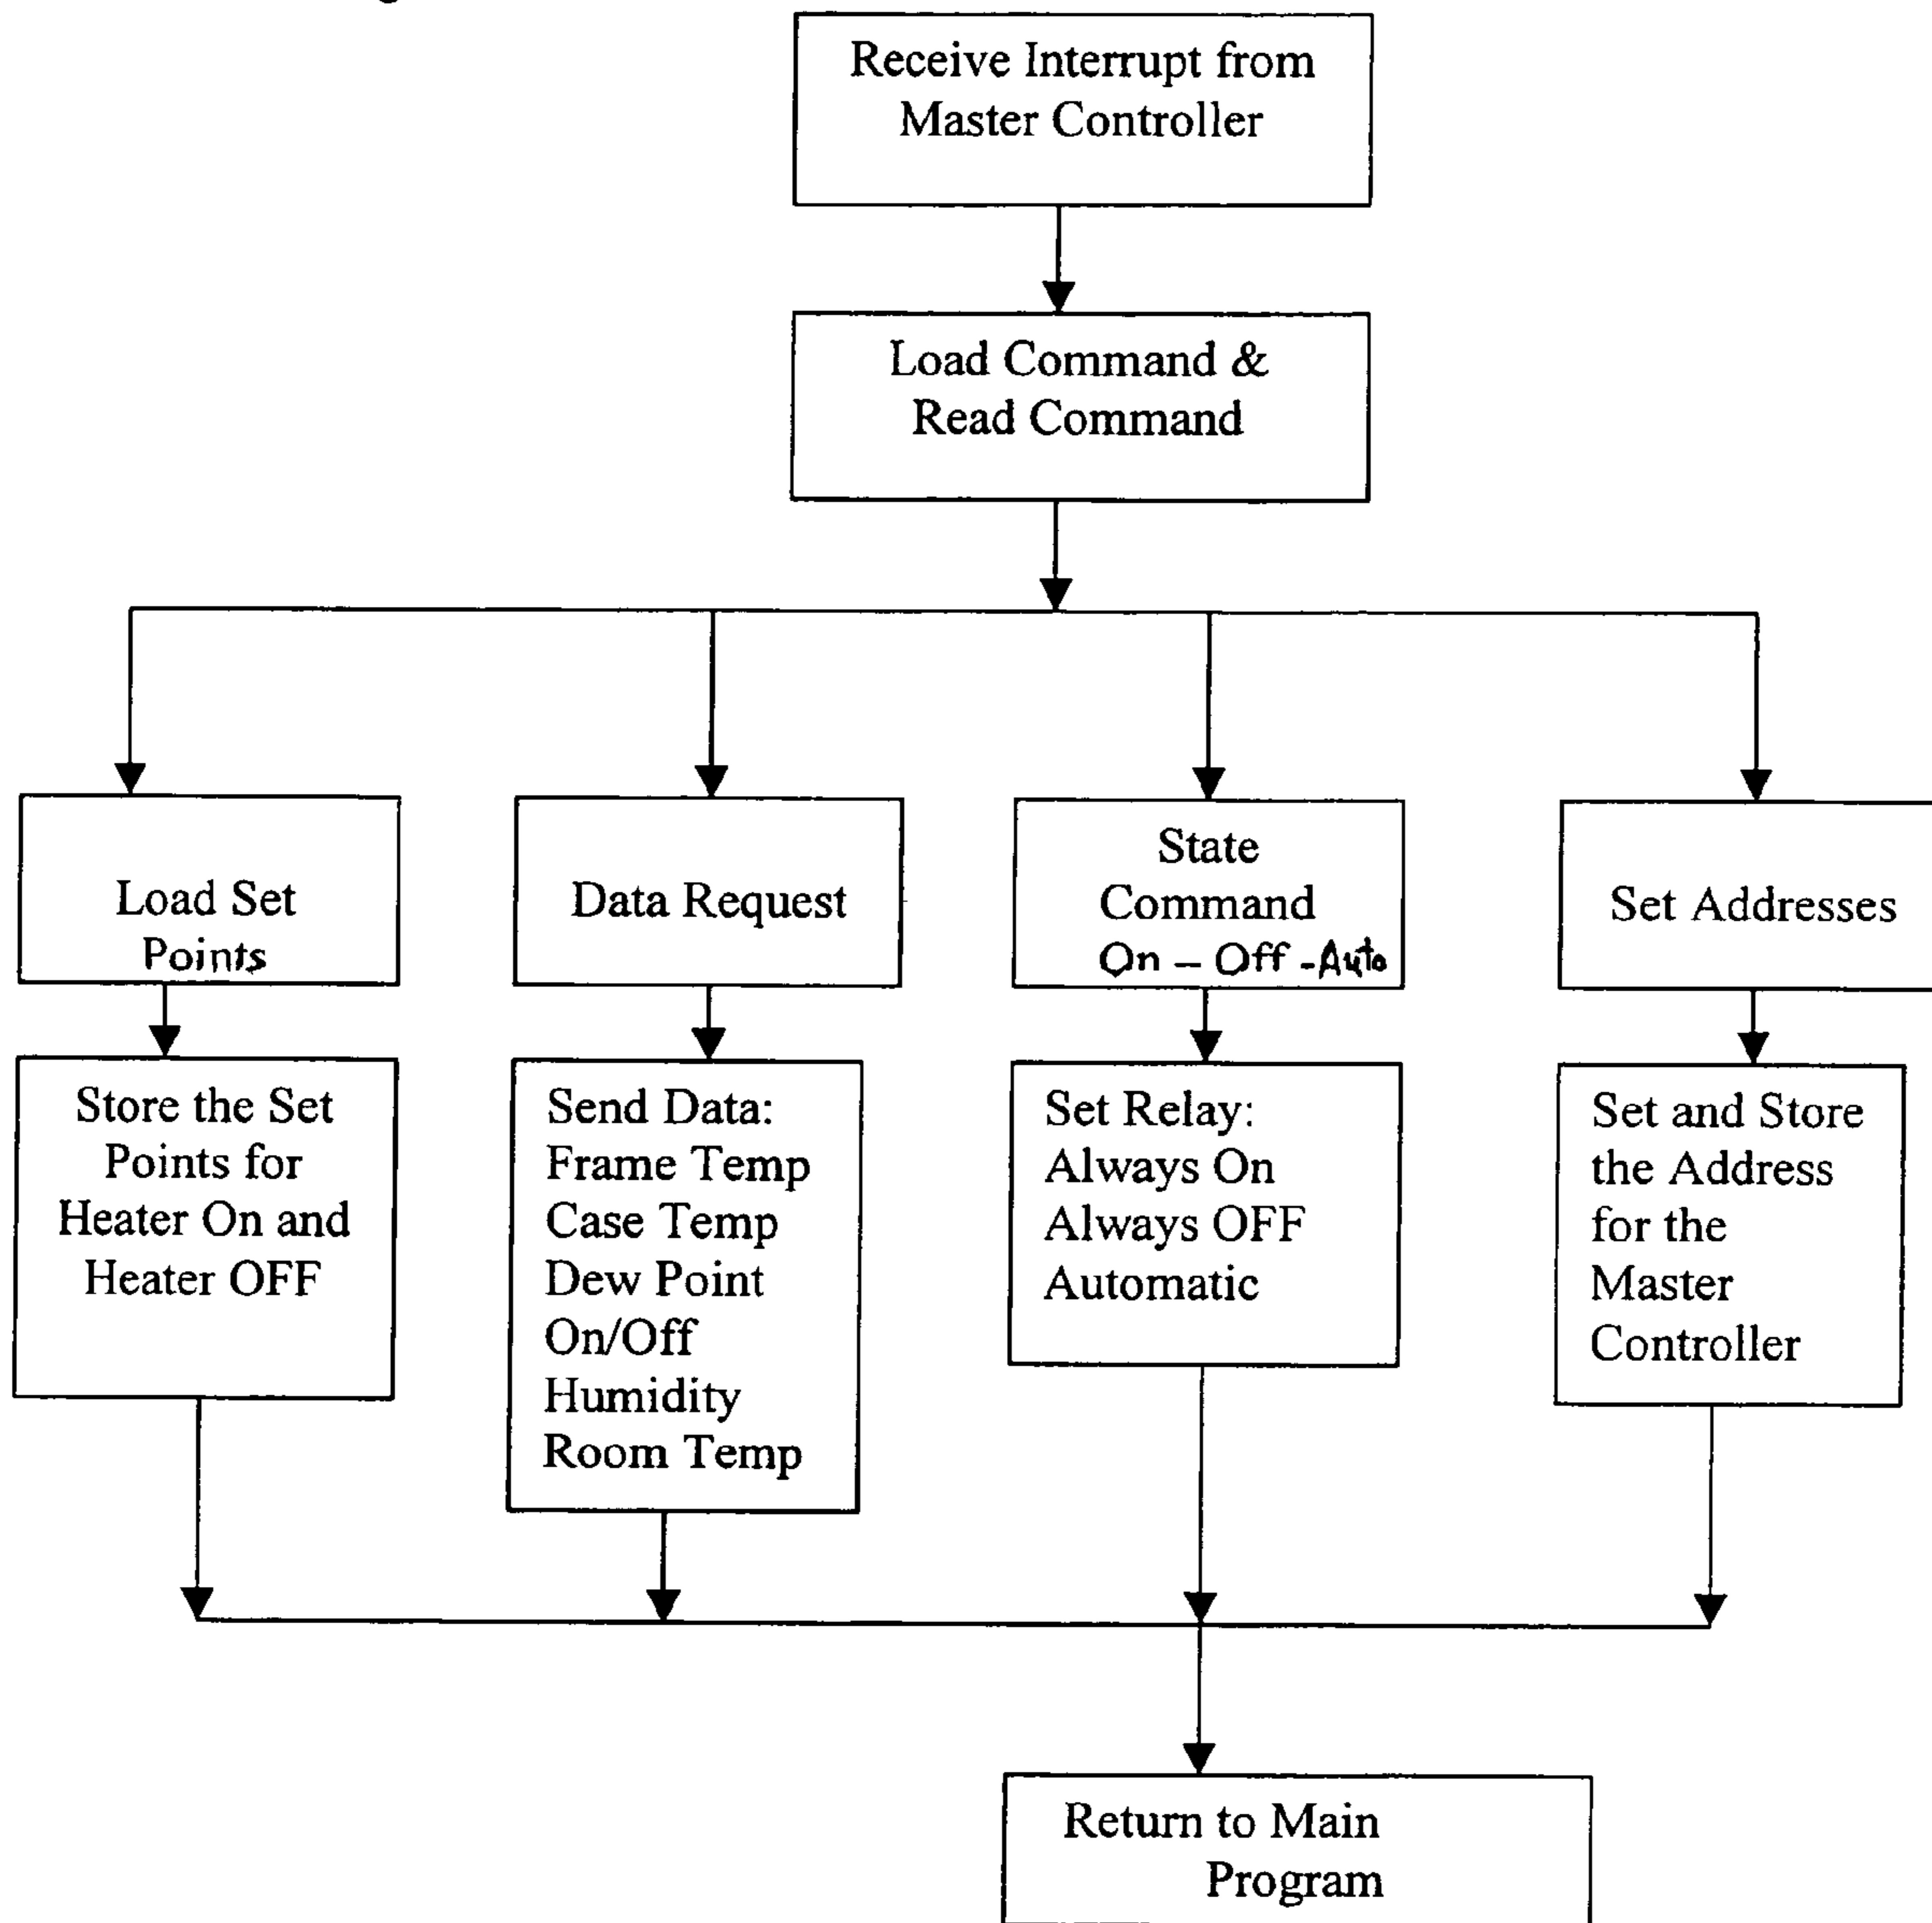 Receive Interrupt from
Master Controller
Load Command &
Read Command
Load Set
Points
Data Request
State
Command
On – Off - Auto
Set Addresses
Store the Set
Points for
Heater On and
Heater OFF
Send Data:
Frame Temp
Case Temp
Dew Point
On/Off
Humidity
Room Temp
Set Relay:
Always On
Always OFF
Automatic
Set and Store
the Address
for the
Master
Controller
Return to Main
Program